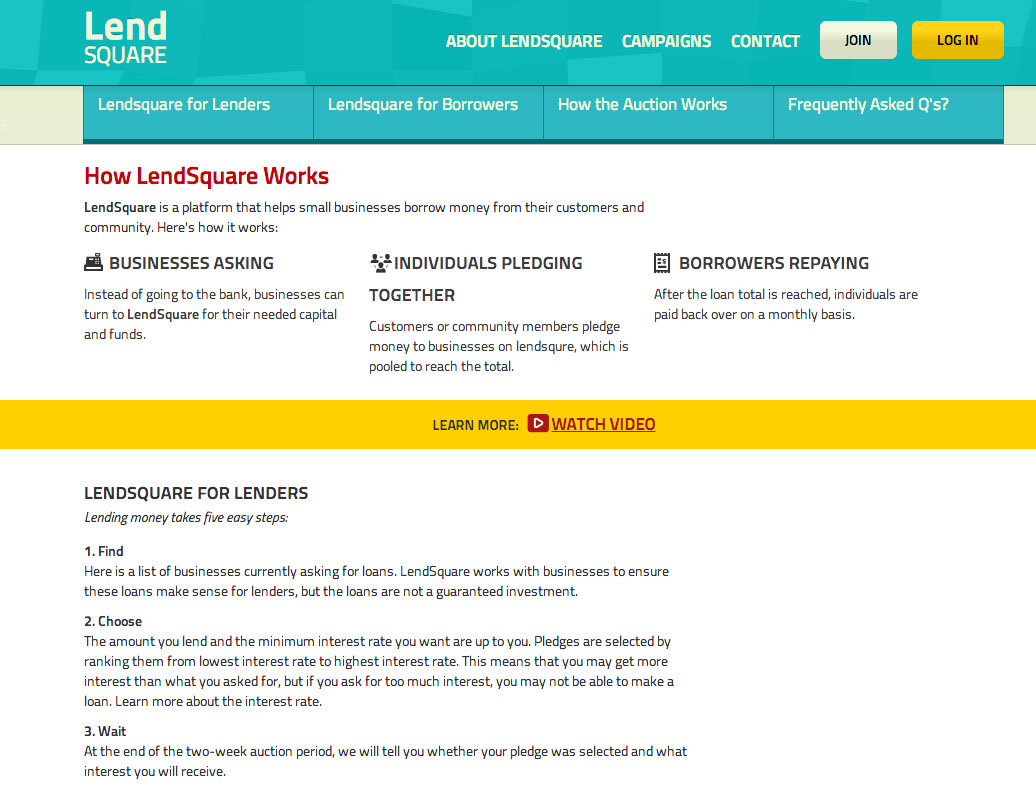 Lend
SQUARE
ABOUT LENDSQUARE CAMPAIGNS CONTACT JOIN LOG IN
Lendsquare for Lenders Lendsquare for Borrowers How the Auction Works Frequently Asked Q's?
s
How LendSquare Works
LendSquare is a platform that helps small businesses borrow money from their customers and
community. Here's how it works:
BUSINESSES ASKING
Instead of going to the bank, businesses can
turn to LendSquare for their needed capital
and funds.
INDIVIDUALS PLEDGING
TOGETHER
Customers or community members pledge
money to businesses on lendsqure, which is
pooled to reach the total.
BORROWERS REPAYING
After the loan total is reached, individuals are
paid back over on a monthly basis.
LEARN MORE: WATCH VIDEO
LENDSQUARE FOR LENDERS
Lending money takes five easy steps:
1. Find
Here is a list of businesses currently asking for loans. LendSquare works with businesses to ensure
these loans make sense for lenders, but the loans are not a guaranteed investment.
2. Choose
The amount you lend and the minimum interest rate you want are up to you. Pledges are selected by
ranking them from lowest interest rate to highest interest rate. This means that you may get more
interest than what you asked for, but if you ask for too much interest, you may not be able to make a
loan. Learn more about the interest rate.
3. Wait
At the end of the two-week auction period, we will tell you whether your pledge was selected and what
interest you will receive.